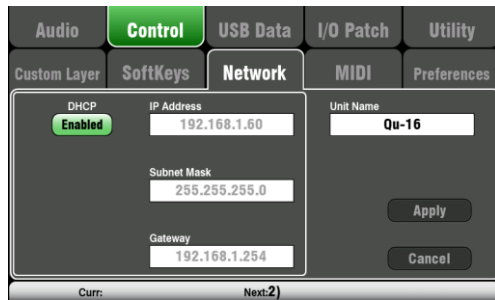 Audio Control USB Data I/O Patch Utility
Custom Layer SoftKeys Network MIDI Preferences
DHCP IP Address Unit Name
Enabled 192.168.1.60 Qu-16
Subnet Mask
255.255.255.0
Apply
Gateway
192.168.1.254 Cancel
Curr: Next:2)